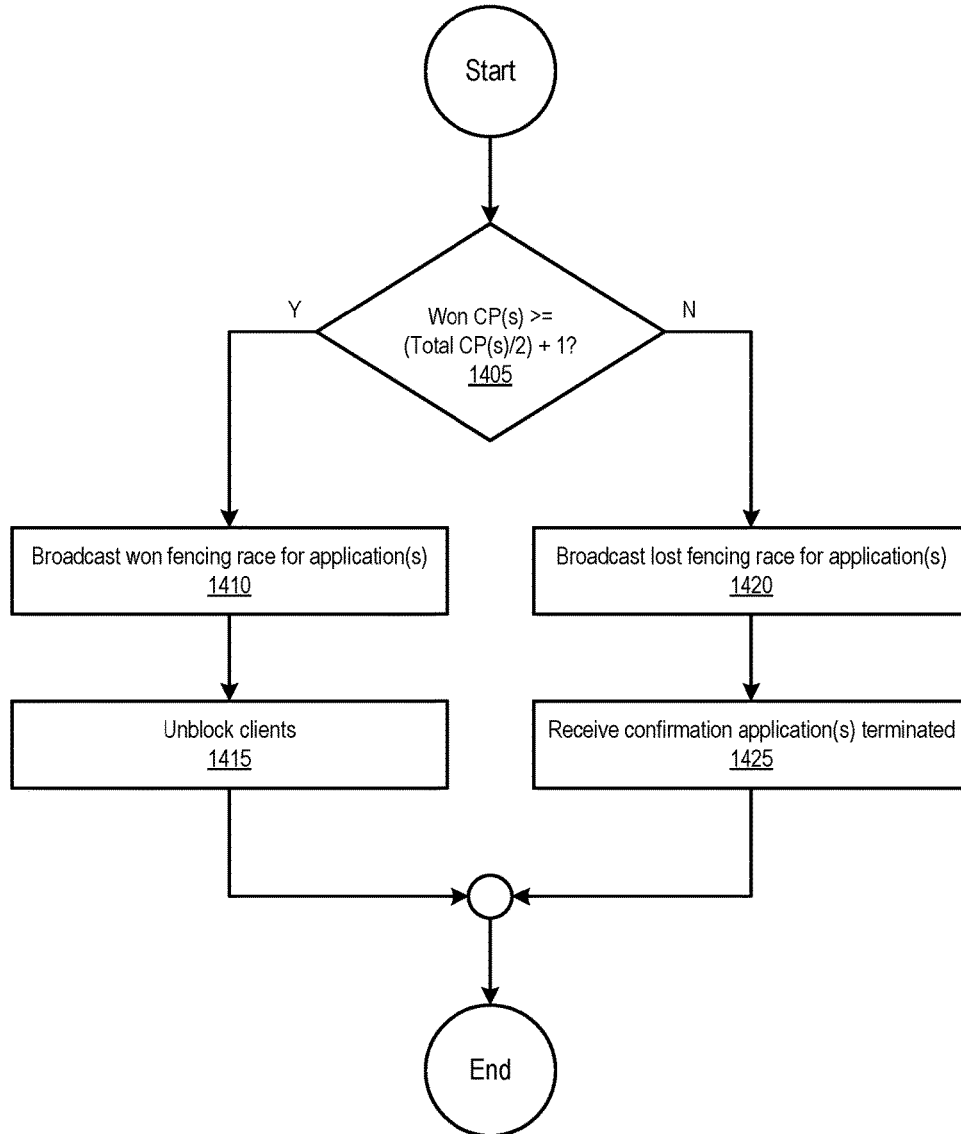 Start
Y
N
Won CP(s) >=
(Total CP(s)/2) + 1?
1405
Broadcast won fencing race for application(s)
1410
Broadcast lost fencing race for application(s)
1420
Unblock clients
1415
Receive confirmation application(s) terminated
1425
End